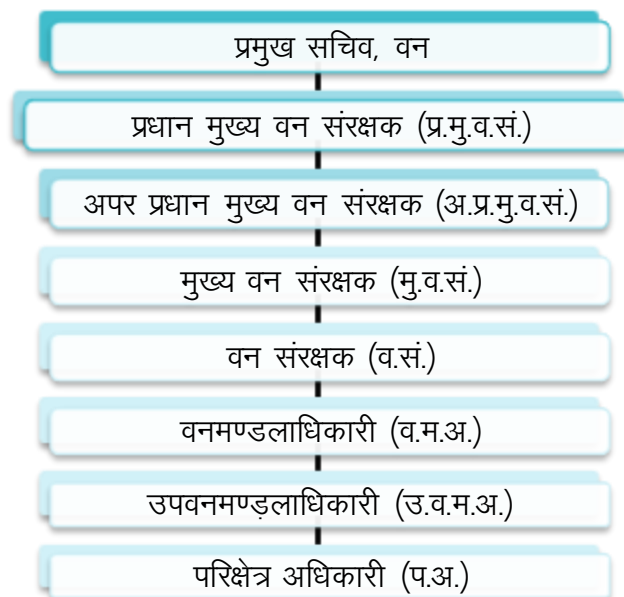 प्रमुख सचिव, वन
प्रधान मुख्य वन संरक्षक (प्र.मु.व.सं.)
अपर प्रधान मुख्य वन संरक्षक (अ.प्र.मु.व.सं.)
मुख्य वन संरक्षक (मु.व.सं.)
वन संरक्षक (व.सं.)
वनमण्डलाधिकारी (व.म.अ.)
उपवनमण्ड़लाधिकारी (उ.व.म.अ.)
परिक्षेत्र अधिकारी (प.अ.)